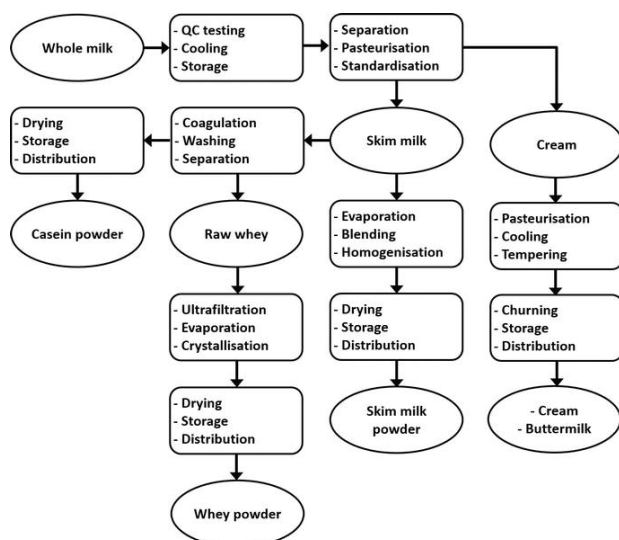 Whole milk
- QC testing
- Cooling
- Storage
- Separation
- Pasteurisation
- Standardisation
- Drying
- Storage
- Distribution
- Coagulation
- Washing
- Separation
Skim milk
Cream
Casein powder
Raw whey
- Evaporation
- Blending
- Homogenisation
- Pasteurisation
- Cooling
- Tempering
- Ultrafiltration
- Evaporation
- Crystallisation
- Drying
- Storage
- Distribution
- Churning
- Storage
- Distribution
- Drying
- Storage
- Distribution
Skim milk
powder
- Cream
- Buttermilk
Whey powder